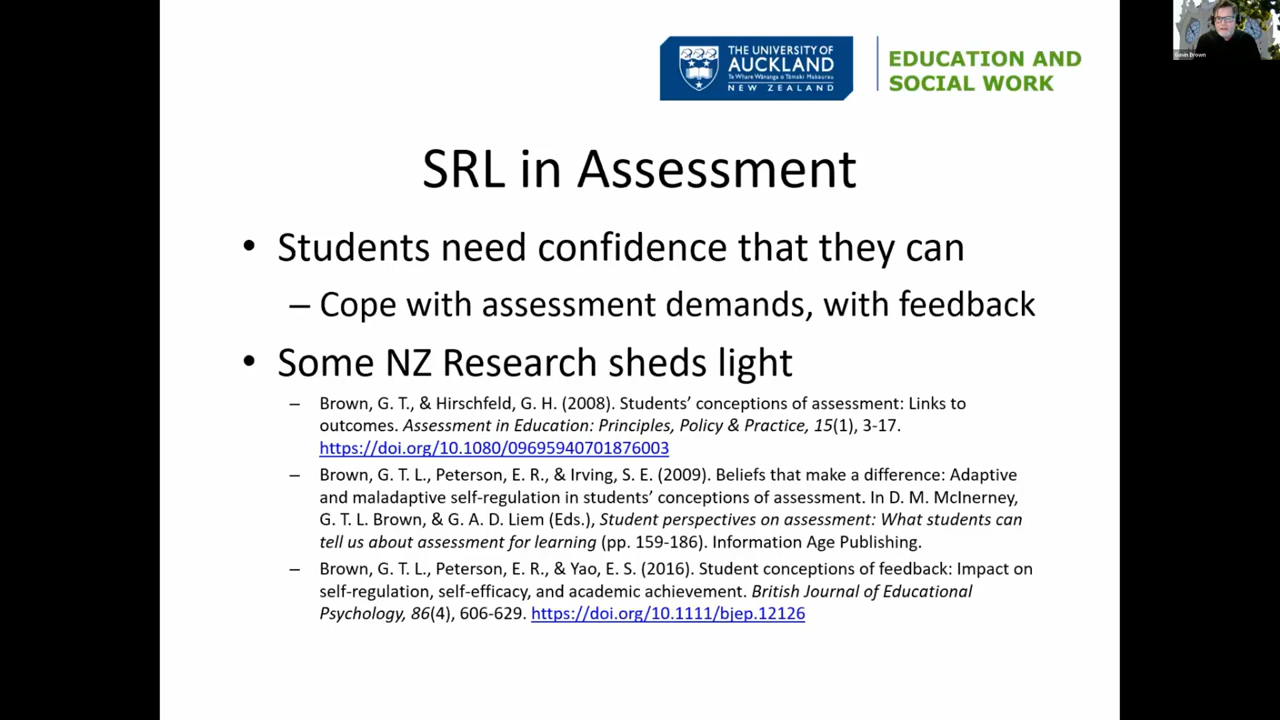 THE UNIVERSITY OF
AUCKLAND
Te Whare Wānanga o Tāmaki Makaurau
NEW ZEALAND
EDUCATION AND
SOCIAL WORK
Gavin Brown
SRL in Assessment
• Students need confidence that they can
– Cope with assessment demands, with feedback
• Some NZ Research sheds light
– Brown, G. T., & Hirschfeld, G. H. (2008). Students’ conceptions of assessment: Links to
outcomes. Assessment in Education: Principles, Policy & Practice, 15(1), 3-17.
https://doi.org/10.1080/09695940701876003
– Brown, G. T. L., Peterson, E. R., & Irving, S. E. (2009). Beliefs that make a difference: Adaptive
and maladaptive self-regulation in students’ conceptions of assessment. In D. M. McInerney,
G. T. L. Brown, & G. A. D. Liem (Eds.), Student perspectives on assessment: What students can
tell us about assessment for learning (pp. 159-186). Information Age Publishing.
– Brown, G. T. L., Peterson, E. R., & Yao, E. S. (2016). Student conceptions of feedback: Impact on
self-regulation, self-efficacy, and academic achievement. British Journal of Educational
Psychology, 86(4), 606-629. https://doi.org/10.1111/bjep.12126